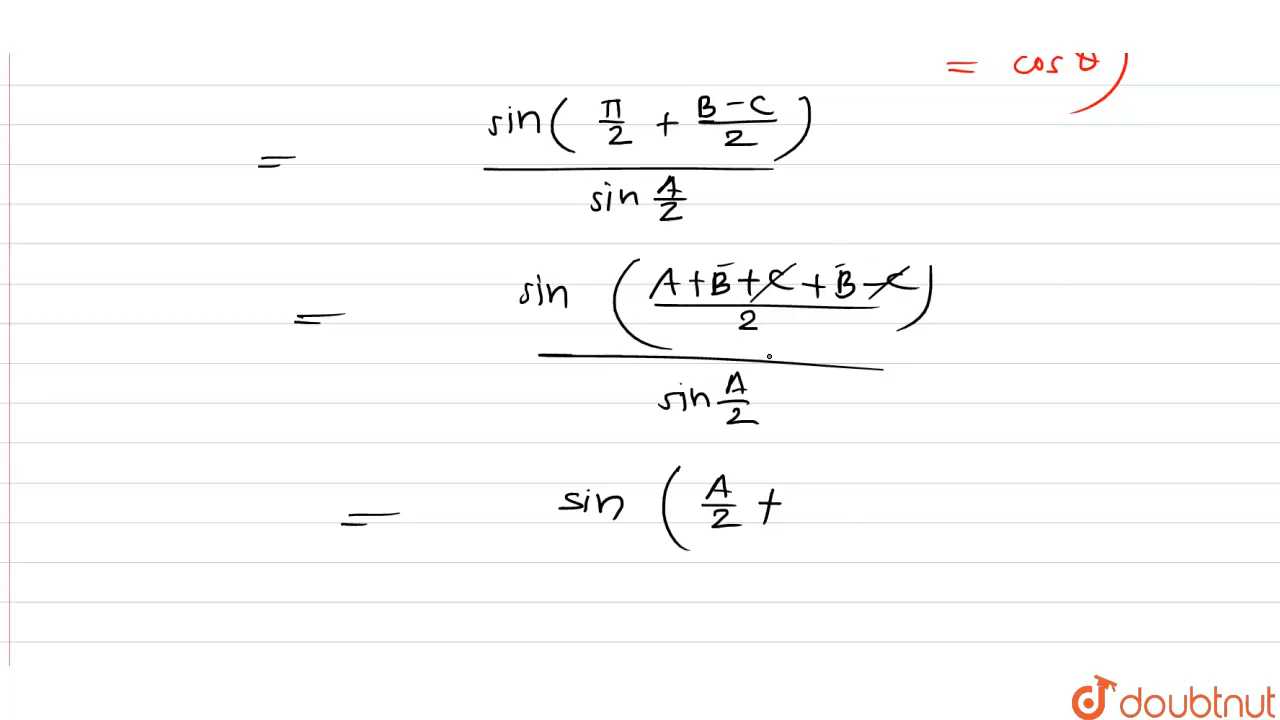 = cos θ)
= sin( π/2 + B-C/2 ) / sin A/2
= sin ( A+B+C+B-C / 2 ) / sin A/2
= sin ( A/2 +
doubtnut